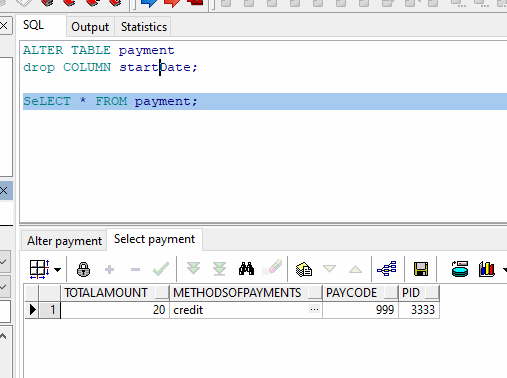 SQL Output Statistics
ALTER TABLE payment
drop COLUMN startDate;
SeLECT * FROM payment;
Alter payment Select payment
TOTALAMOUNT METHODSOFPAYMENTS PAYCODE PID
1 20 credit ... 999 3333